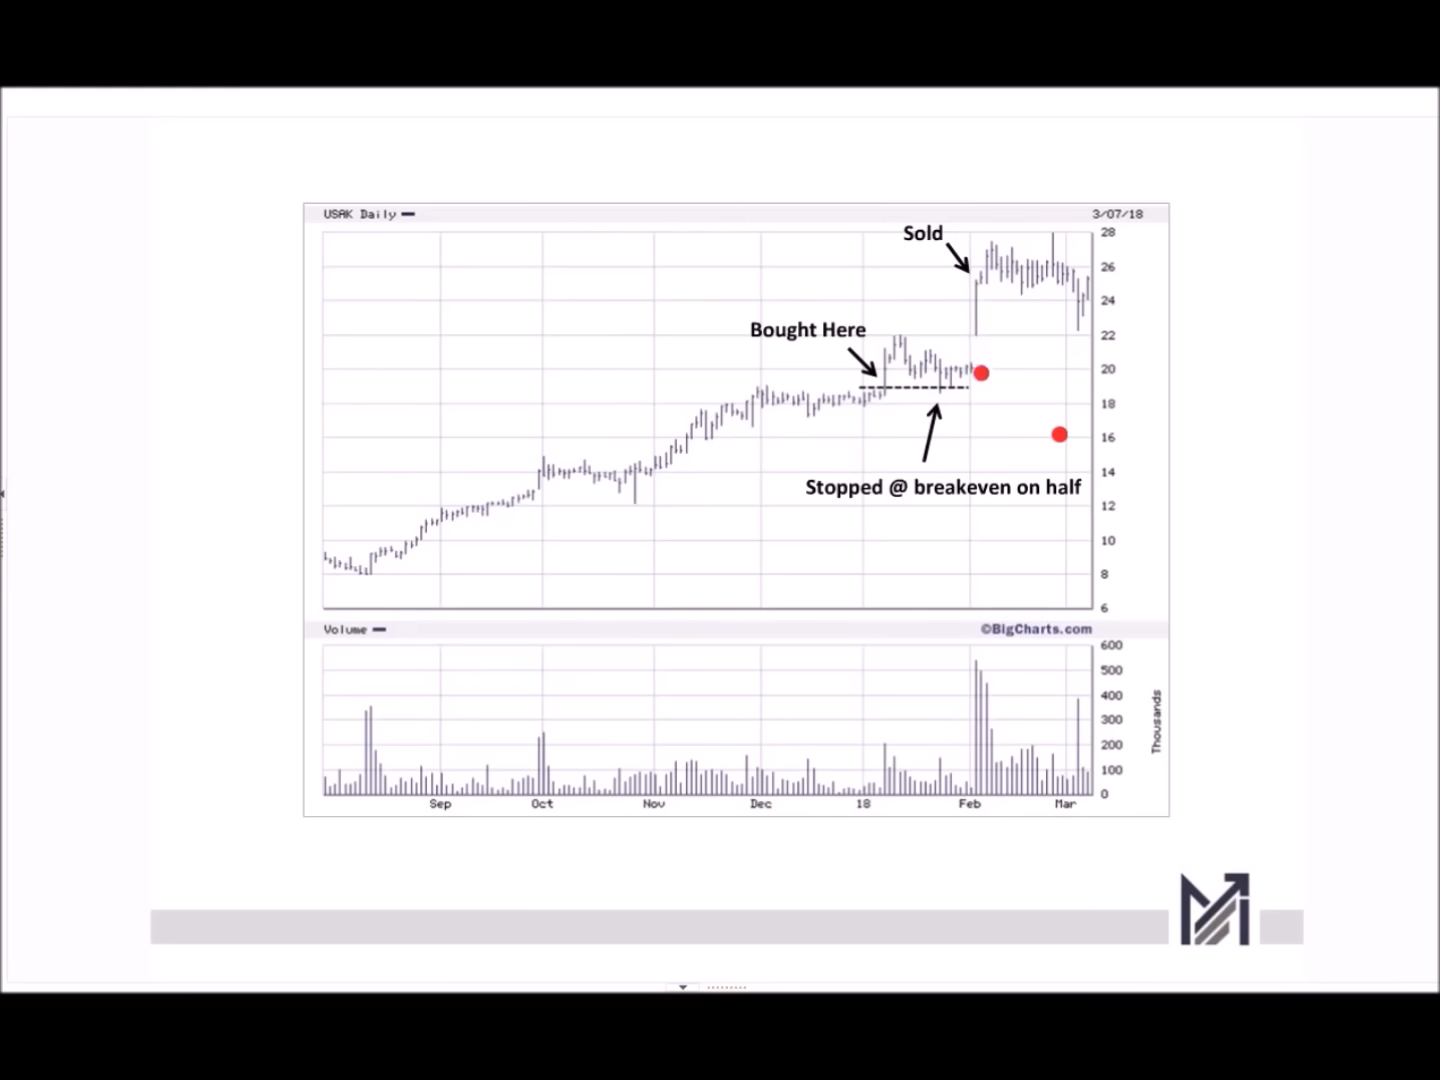 USAK Daily
3/07/18
Sold
28
26
24
Bought Here
22
20
18
16
14
Stopped @ breakeven on half
12
10
8
6
Volume
©BigCharts.com
600
500
400
300
200
100
0
Thousands
Sep Oct Nov Dec 18 Feb Mar